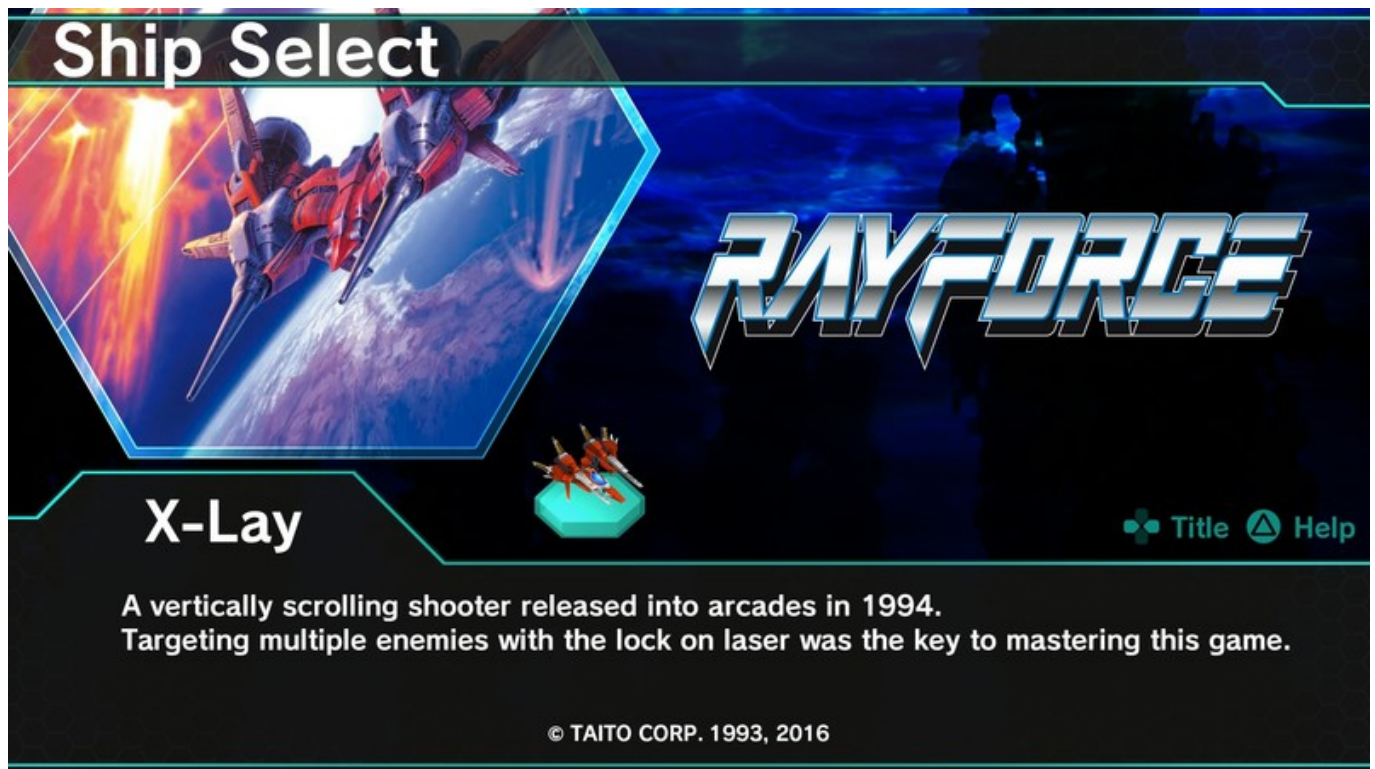 Ship Select
RAYFORCE
X-Lay
Title Help
A vertically scrolling shooter released into arcades in 1994.
Targeting multiple enemies with the lock on laser was the key to mastering this game.
© TAITO CORP. 1993, 2016